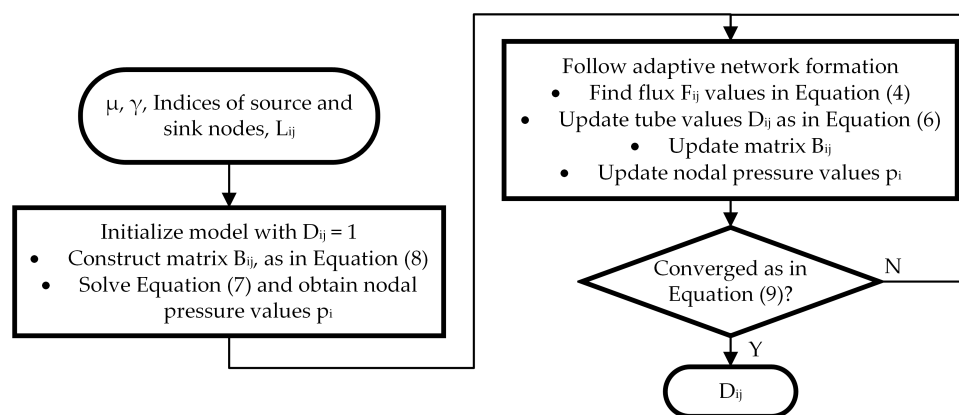 μ, γ, Indices of source and
sink nodes, Lij
Initialize model with Dij = 1
• Construct matrix Bij, as in Equation (8)
• Solve Equation (7) and obtain nodal
pressure values pi
Follow adaptive network formation
• Find flux Fij values in Equation (4)
• Update tube values Dij as in Equation (6)
• Update matrix Bij
• Update nodal pressure values pi
Converged as in
Equation (9)?
N
Y
Dij